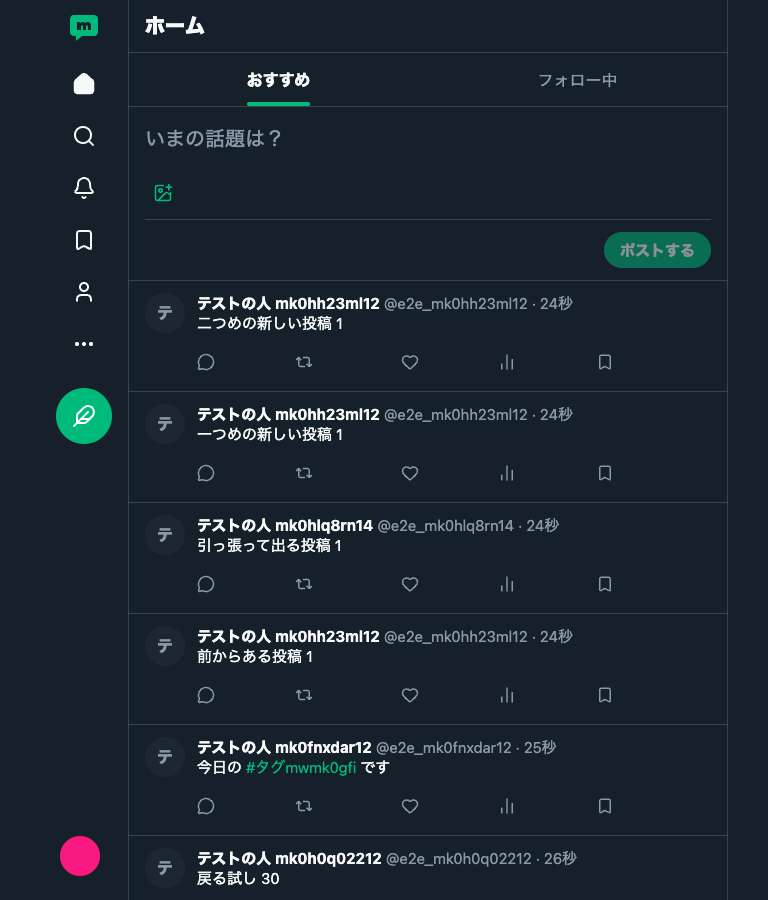 m
ホーム
おすすめ
フォロー中
いまの話題は？
ポストする
テ
テストの人 mk0hh23ml12 @e2e_mk0hh23ml12 · 24秒
二つめの新しい投稿 1
テ
テストの人 mk0hh23ml12 @e2e_mk0hh23ml12 · 24秒
一つめの新しい投稿 1
テ
テストの人 mk0hlq8rn14 @e2e_mk0hlq8rn14 · 24秒
引っ張って出る投稿 1
テ
テストの人 mk0hh23ml12 @e2e_mk0hh23ml12 · 24秒
前からある投稿 1
テ
テストの人 mk0fnxdar12 @e2e_mk0fnxdar12 · 25秒
今日の #タグmwmk0gfi です
テ
テストの人 mk0h0q02212 @e2e_mk0h0q02212 · 26秒
戻る試し 30